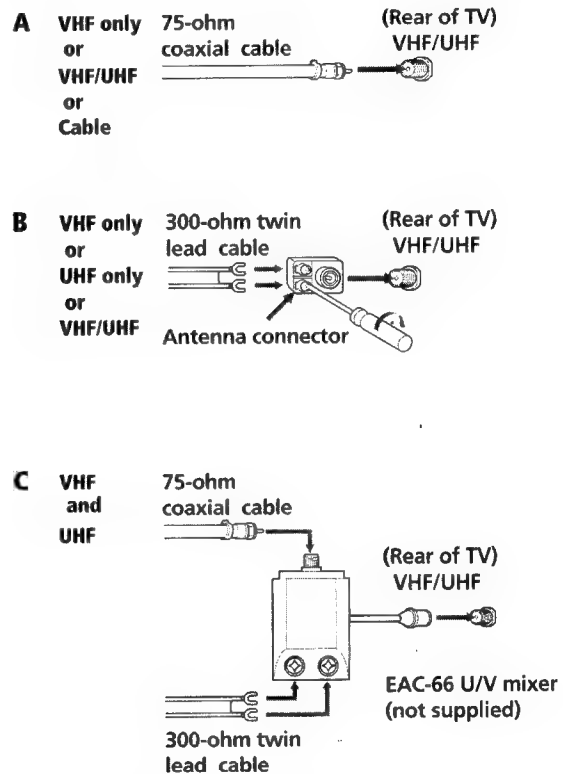 A VHF only 75-ohm (Rear of TV)
or coaxial cable VHF/UHF
VHF/UHF
or
Cable
B VHF only 300-ohm twin (Rear of TV)
or lead cable VHF/UHF
UHF only
or
VHF/UHF Antenna connector
C VHF 75-ohm
and coaxial cable
UHF
(Rear of TV)
VHF/UHF
EAC-66 U/V mixer
(not supplied)
300-ohm twin
lead cable